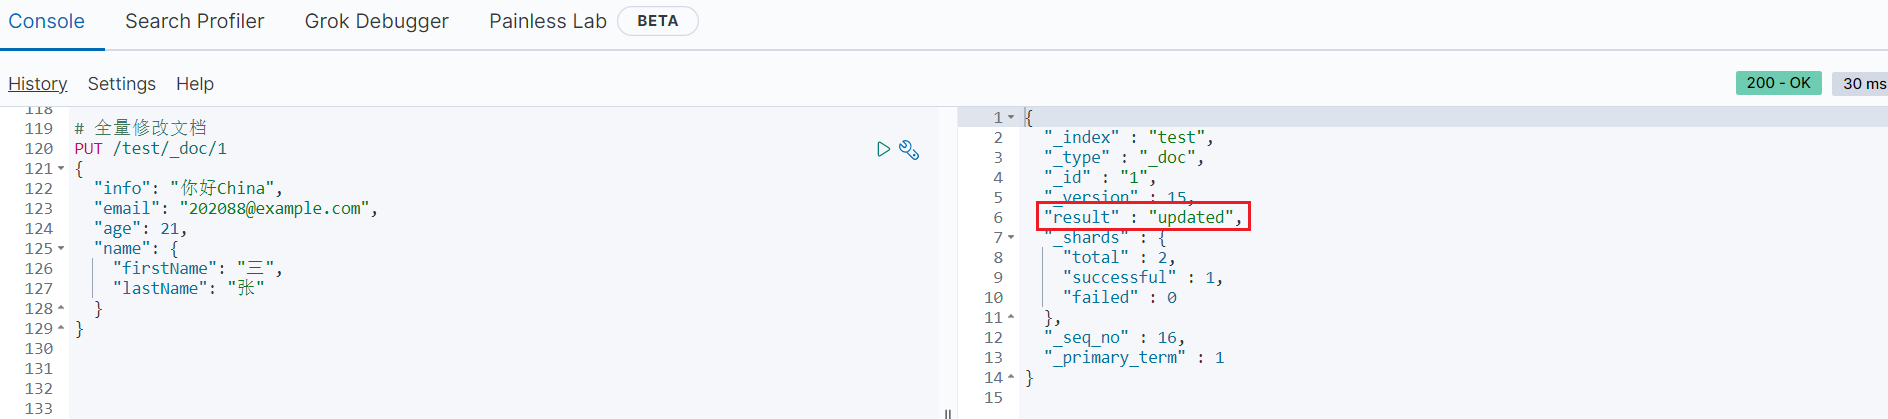 Console Search Profiler Grok Debugger Painless Lab BETA
History Settings Help 200 - OK 30 ms
118
119 # 全量修改文档
120 PUT /test/_doc/1
121 {
122 "info": "你好China",
123 "email": "202088@example.com",
124 "age": 21,
125 "name": {
126 "firstName": "三",
127 "lastName": "张"
128 }
129 }
130
131
132
133
1 {
2 "_index" : "test",
3 "_type" : "_doc",
4 "_id" : "1",
5 "_version" : 15,
6 "result" : "updated",
7 "_shards" : {
8 "total" : 2,
9 "successful" : 1,
10 "failed" : 0
11 },
12 "_seq_no" : 16,
13 "_primary_term" : 1
14 }
15